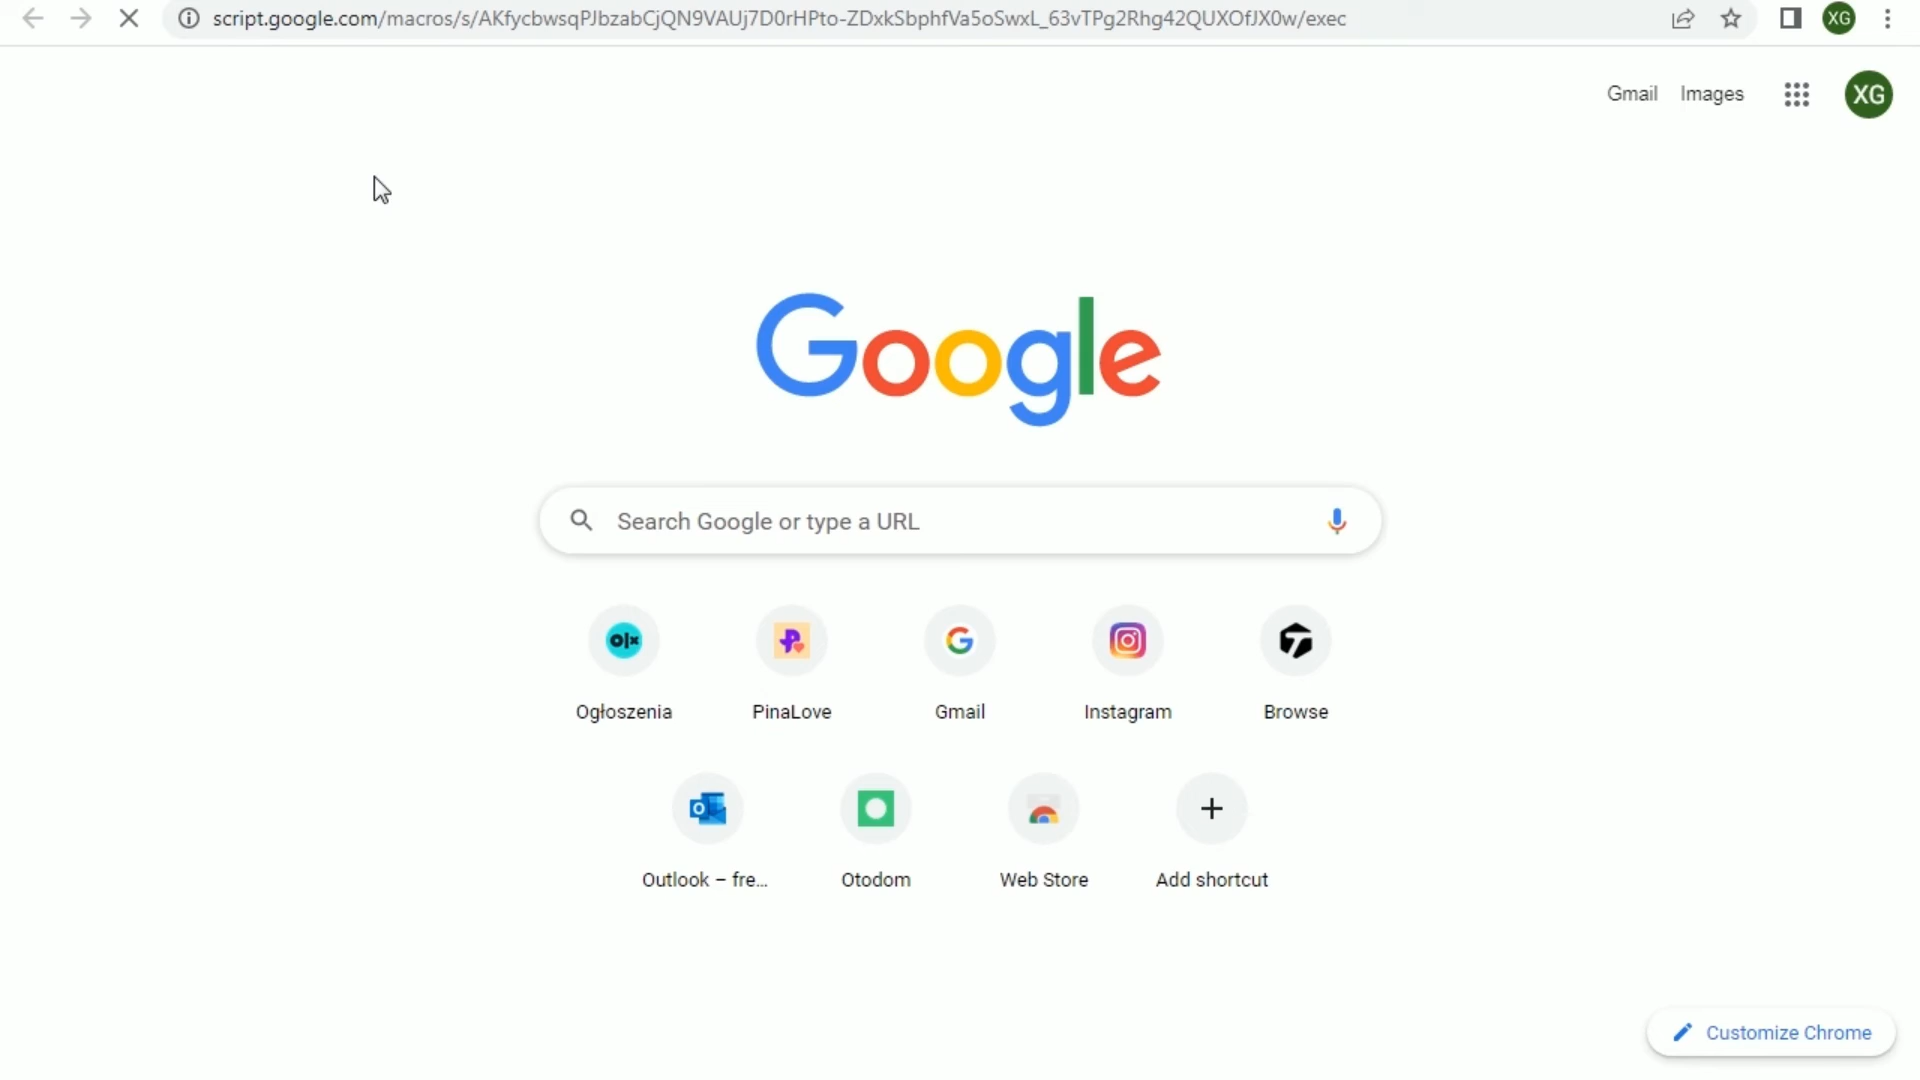 script.google.com/macros/s/AKfycbwsqPJbzabCjQN9VAUj7D0rHPto-ZDxkSbphfVa5oSwxL_63vTPg2Rhg42QUXOfJX0w/exec
XG
Gmail Images XG
Google
Search Google or type a URL
olx
Ogłoszenia PinaLove Gmail Instagram Browse
Outlook – fre... Otodom Web Store Add shortcut
Customize Chrome